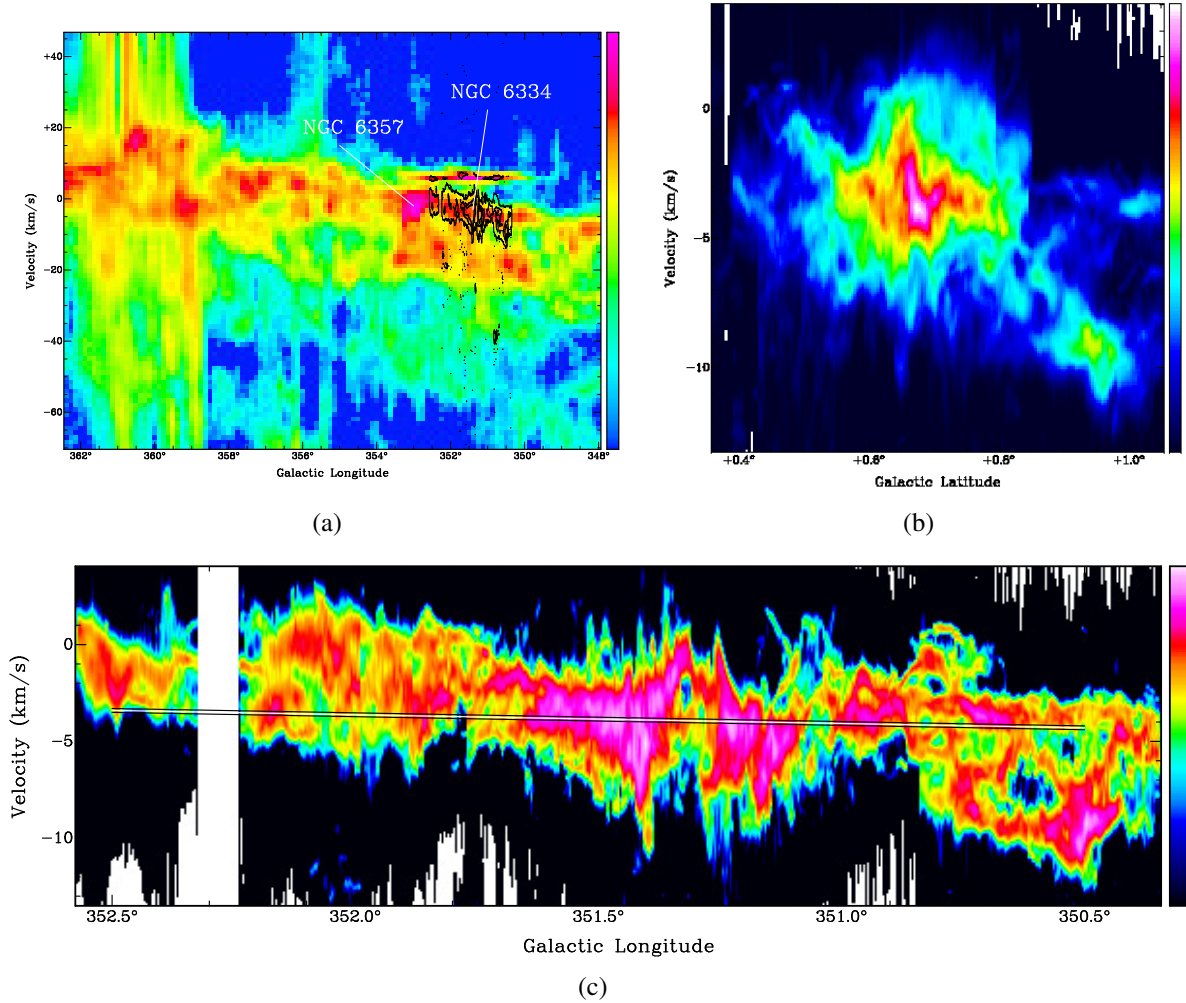 +40
+20
0
−20
−40
−60
Velocity (km/s)
NGC 6357
NGC 6334
362°
360°
358°
356°
354°
352°
350°
348°
Galactic Longitude
(a)
0
−5
−10
Velocity (km/s)
+0.4°
+0.6°
+0.8°
+1.0°
Galactic Latitude
(b)
0
−5
−10
Velocity (km/s)
352.5°
352.0°
351.5°
351.0°
350.5°
Galactic Longitude
(c)